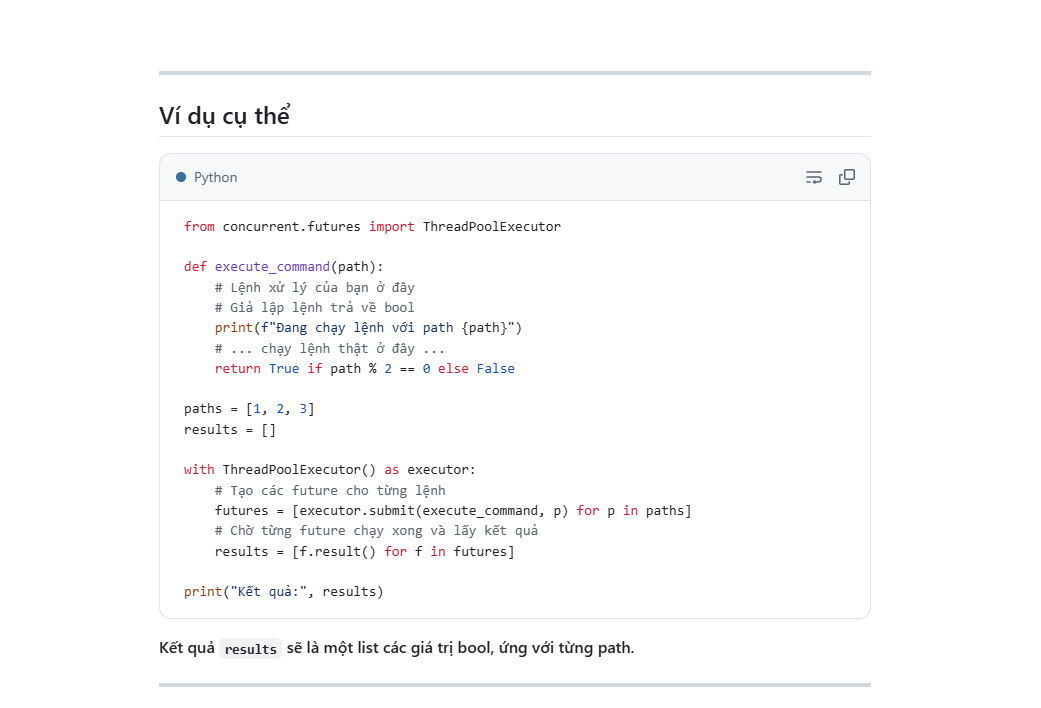 Ví dụ cụ thể
Python
from concurrent.futures import ThreadPoolExecutor
def execute_command(path):
    # Lệnh xử lý của bạn ở đây
    # Giả lập lệnh trả về bool
    print(f"Đang chạy lệnh với path {path}")
    # ... chạy lệnh thật ở đây ...
    return True if path % 2 == 0 else False
paths = [1, 2, 3]
results = []
with ThreadPoolExecutor() as executor:
    # Tạo các future cho từng lệnh
    futures = [executor.submit(execute_command, p) for p in paths]
    # Chờ từng future chạy xong và lấy kết quả
    results = [f.result() for f in futures]
print("Kết quả:", results)
Kết quả results sẽ là một list các giá trị bool, ứng với từng path.